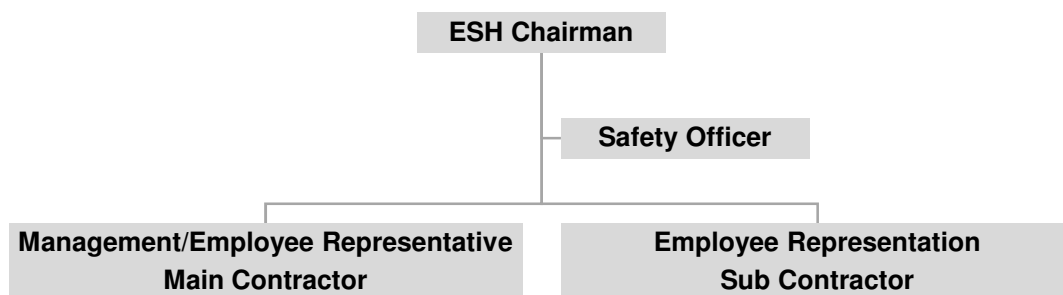 ESH Chairman
Safety Officer
Management/Employee Representative
Main Contractor
Employee Representation
Sub Contractor